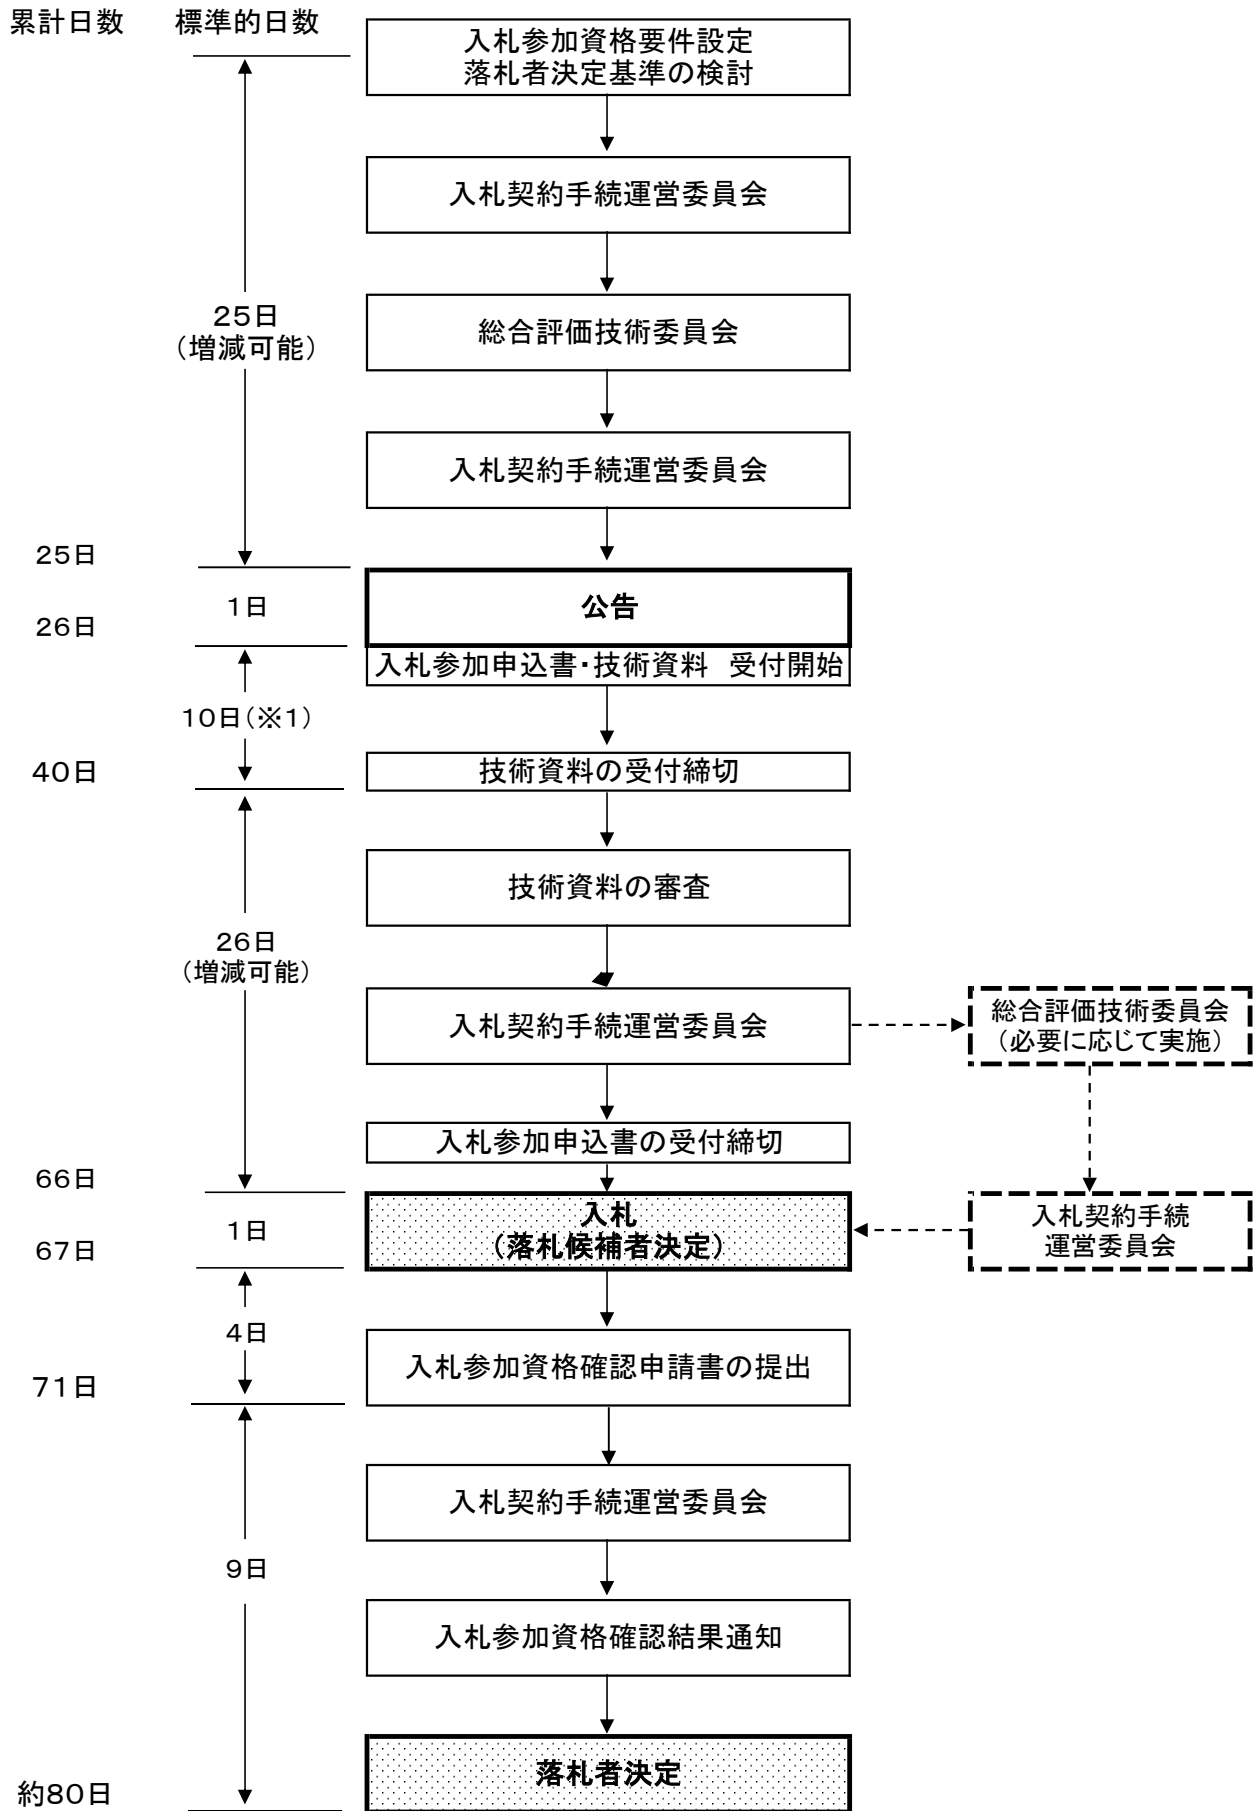 累計日数
標準的日数
入札参加資格要件設定
落札者決定基準の検討
入札契約手続運営委員会
25日
（増減可能）
総合評価技術委員会
入札契約手続運営委員会
25日
1日
公告
26日
入札参加申込書・技術資料　受付開始
10日（※1）
40日
技術資料の受付締切
技術資料の審査
26日
（増減可能）
入札契約手続運営委員会
総合評価技術委員会
（必要に応じて実施）
入札参加申込書の受付締切
66日
1日
入札
（落札候補者決定）
入札契約手続
運営委員会
67日
4日
入札参加資格確認申請書の提出
71日
入札契約手続運営委員会
9日
入札参加資格確認結果通知
落札者決定
約80日